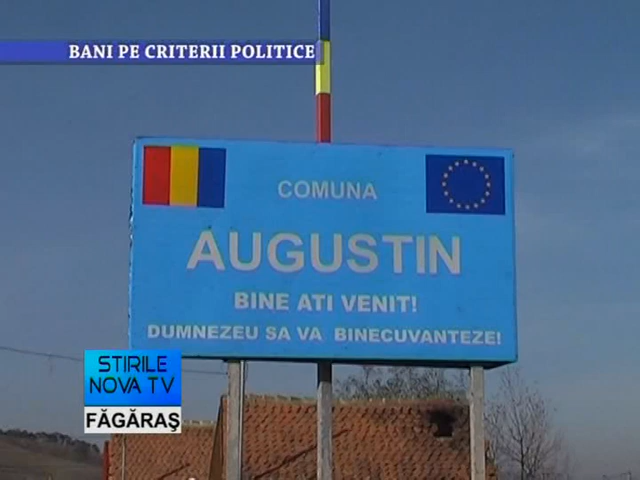 BANI PE CRITERII POLITICE
COMUNA
AUGUSTIN
BINE ATI VENIT!
DUMNEZEU SA VA BINECUVANTEZE!
STIRILE
NOVA TV
FĂGĂRAŞ